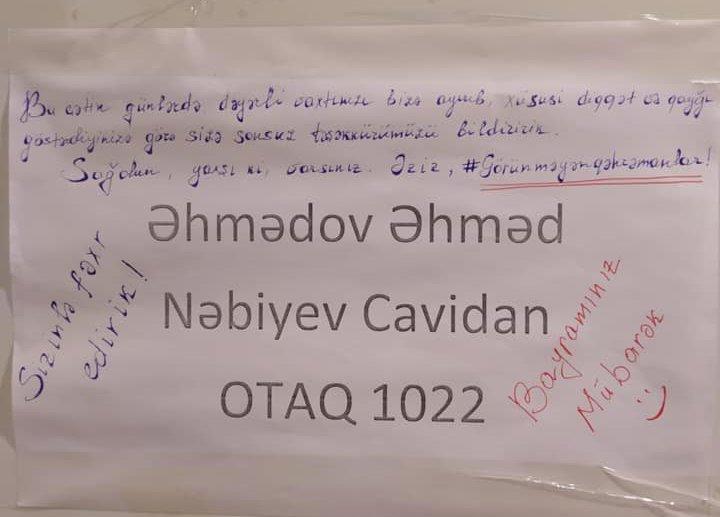 Bu çətin günlərdə dəyərli vaxtınızı bizə ayırıb, xüsusi diqqət və qayğı
göstərdiyinizə görə sizə sonsuz təşəkkürümüzü bildiririk.
Sağolun, yaxşı ki, varsınız. Əziz, #Görünməyənqəhrəmanlar!
Əhmədov Əhməd
Nəbiyev Cavidan
OTAQ 1022
Sizinlə fəxr
edirik!
Bayramınız
Mübarək :)